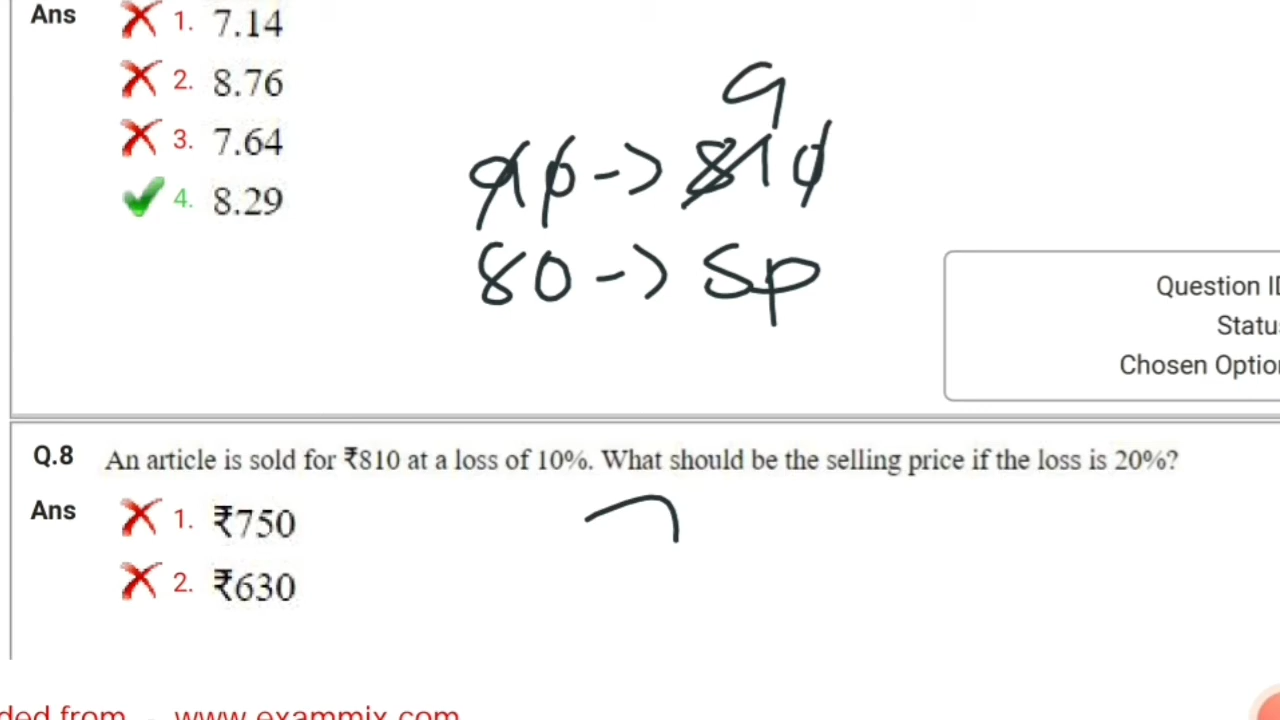 Ans 1. 7.14
2. 8.76
3. 7.64
4. 8.29
9
90 -> 810
80 -> SP
Question ID
Status
Chosen Option
Q.8 An article is sold for ₹810 at a loss of 10%. What should be the selling price if the loss is 20%?
Ans 1. ₹750
2. ₹630
ded from - www.exammix.com